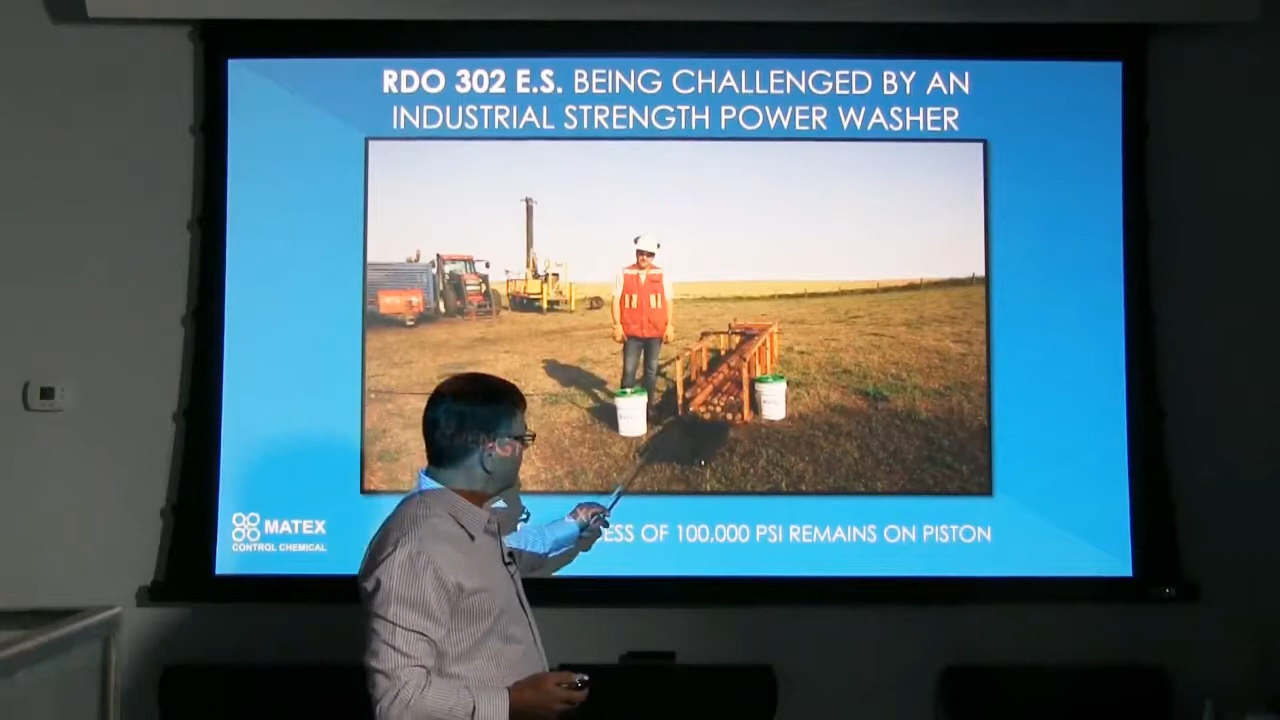 RDO 302 E.S. BEING CHALLENGED BY AN
INDUSTRIAL STRENGTH POWER WASHER
MATEX
CONTROL CHEMICAL
OF 100,000 PSI REMAINS ON PISTON